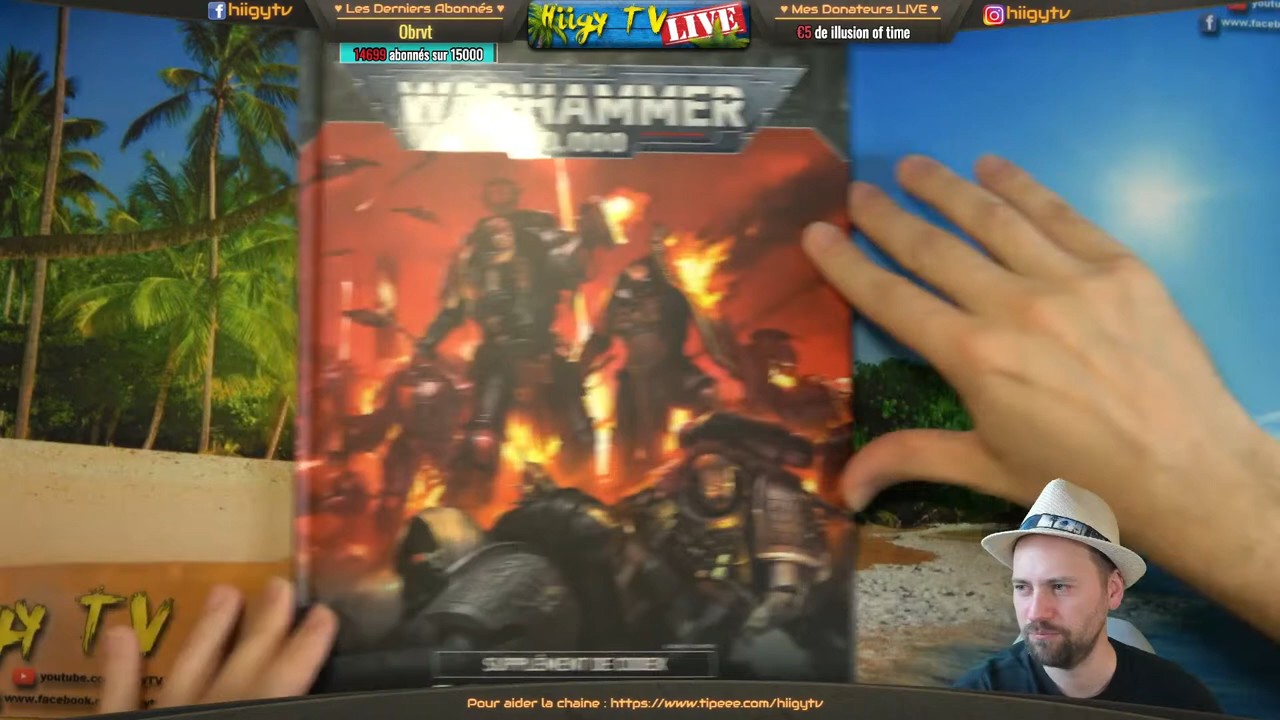 hiigytv
♥ Les Derniers Abonnés ♥
Obrvt
14699 abonnés sur 15000
Hiigy TV
LIVE
♥ Mes Donateurs LIVE ♥
€5 de illusion of time
hiigytv
WARHAMMER
SUPPLÉMENT DE CODEX
TV
Pour aider la chaine : https://www.tipeee.com/hiigytv